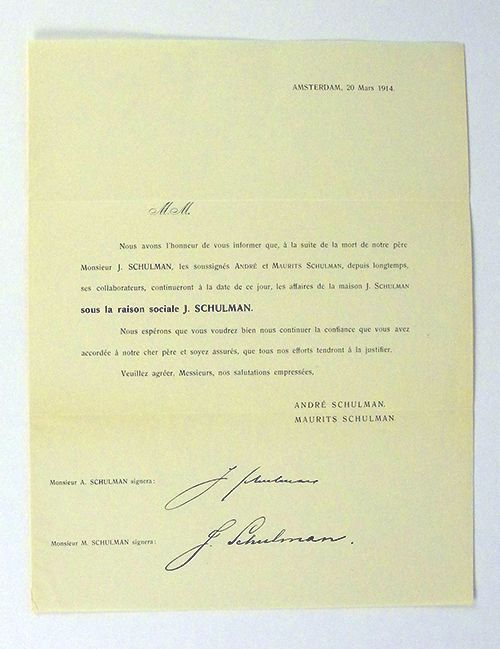 AMSTERDAM, 20 Mars 1914.
M.M.
Nous avons l'honneur de vous informer que, à la suite de la mort de notre père
Monsieur J. SCHULMAN, les soussignés ANDRÉ et MAURITS SCHULMAN, depuis longtemps,
ses collaborateurs, continueront à la date de ce jour, les affaires de la maison J. SCHULMAN
sous la raison sociale J. SCHULMAN.
Nous espérons que vous voudrez bien nous continuer la confiance que vous avez
accordée à notre cher père et soyez assurés, que tous nos efforts tendront à la justifier.
Veuillez agréer, Messieurs, nos salutations empressées,
ANDRÉ SCHULMAN.
MAURITS SCHULMAN.
Monsieur A. SCHULMAN signera: J Schulman
Monsieur M. SCHULMAN signera: J. Schulman.